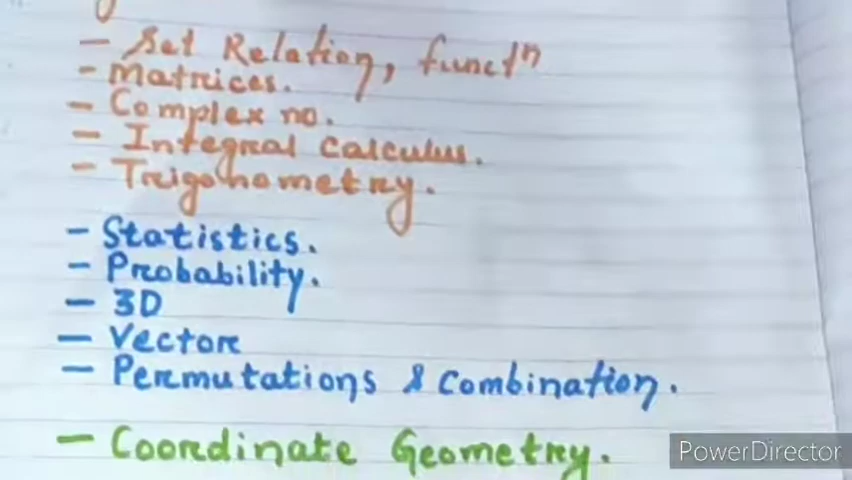 - Set Relation, functⁿ
- Matrices.
- Complex no.
- Integral calculus.
- Trigonometry.
- Statistics.
- Probability.
- 3D
- Vector
- Permutations & Combination.
- Coordinate Geometry.
PowerDirector